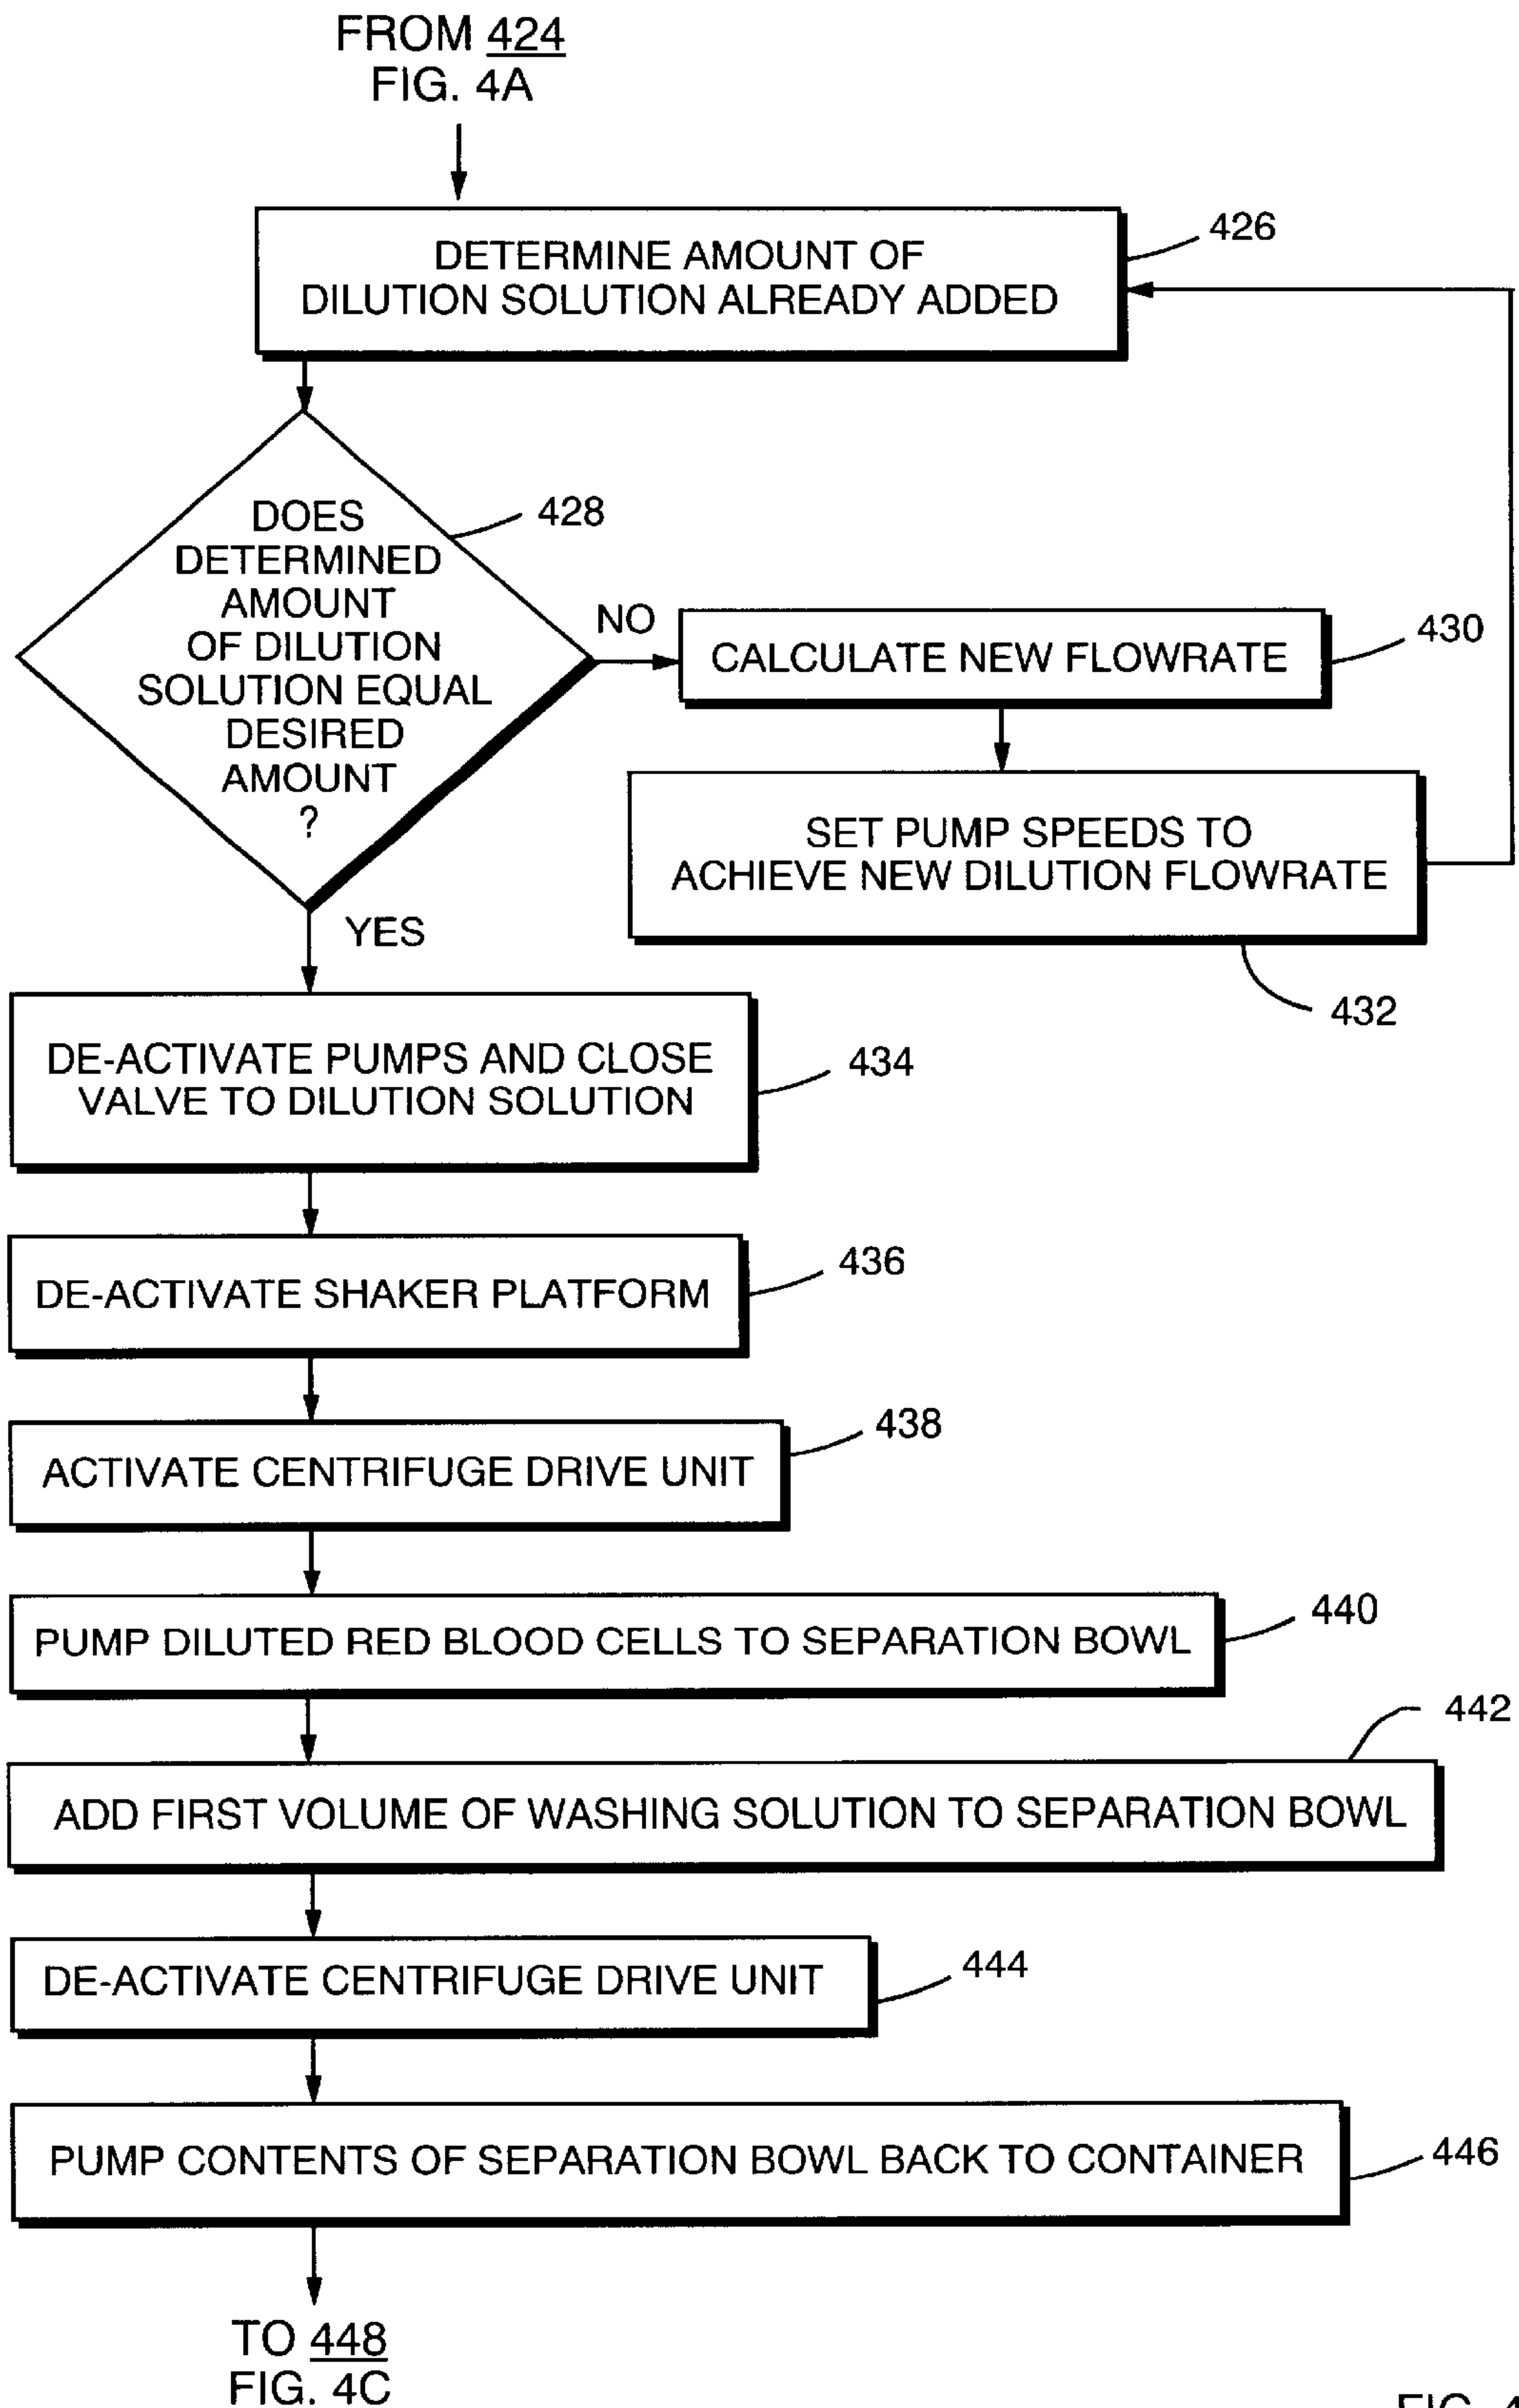 FROM 424
FIG. 4A
DETERMINE AMOUNT OF
DILUTION SOLUTION ALREADY ADDED
426
DOES
DETERMINED
AMOUNT
OF DILUTION
SOLUTION EQUAL
DESIRED
AMOUNT
?
428
NO
CALCULATE NEW FLOWRATE
430
SET PUMP SPEEDS TO
ACHIEVE NEW DILUTION FLOWRATE
432
YES
DE-ACTIVATE PUMPS AND CLOSE
VALVE TO DILUTION SOLUTION
434
DE-ACTIVATE SHAKER PLATFORM
436
ACTIVATE CENTRIFUGE DRIVE UNIT
438
PUMP DILUTED RED BLOOD CELLS TO SEPARATION BOWL
440
ADD FIRST VOLUME OF WASHING SOLUTION TO SEPARATION BOWL
442
DE-ACTIVATE CENTRIFUGE DRIVE UNIT
444
PUMP CONTENTS OF SEPARATION BOWL BACK TO CONTAINER
446
TO 448
FIG. 4C